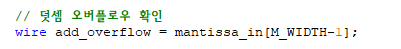 // 덧셈 오버플로우 확인
wire add_overflow = mantissa_in[M_WIDTH-1];